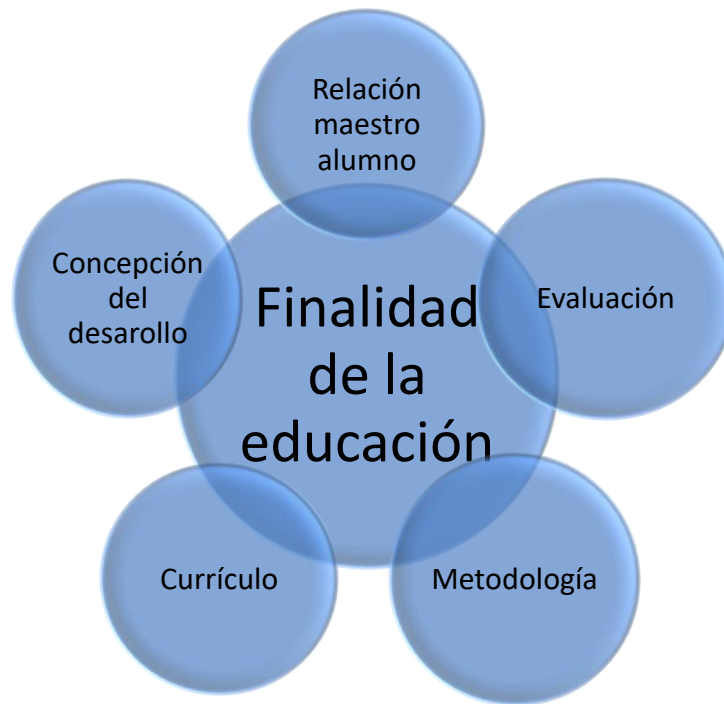 Relación
maestro
alumno
Concepción
del
desarollo
Finalidad
de la
educación
Evaluación
Currículo
Metodología